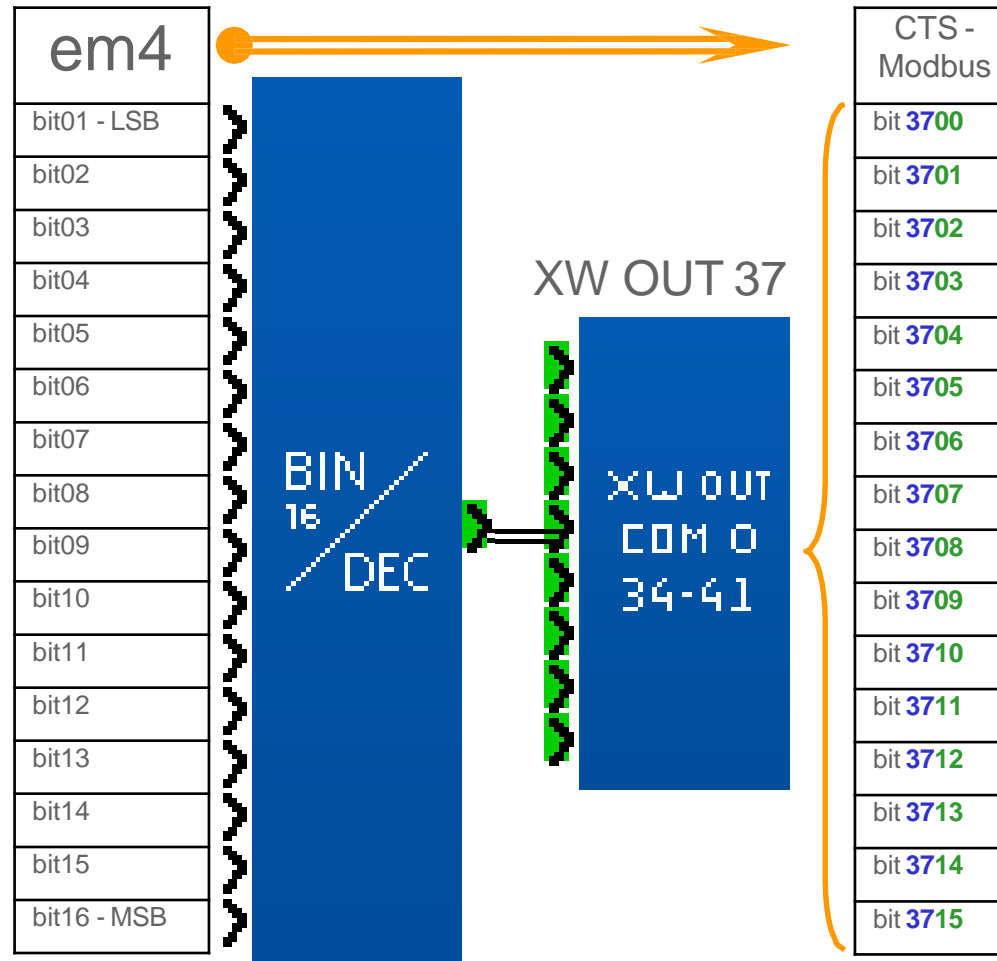 em4
bit01 - LSB
bit02
bit03
bit04
bit05
bit06
bit07
bit08
bit09
bit10
bit11
bit12
bit13
bit14
bit15
bit16 - MSB
BIN
16
DEC
XW OUT 37
XW OUT
COM O
34-41
CTS -
Modbus
bit 3700
bit 3701
bit 3702
bit 3703
bit 3704
bit 3705
bit 3706
bit 3707
bit 3708
bit 3709
bit 3710
bit 3711
bit 3712
bit 3713
bit 3714
bit 3715